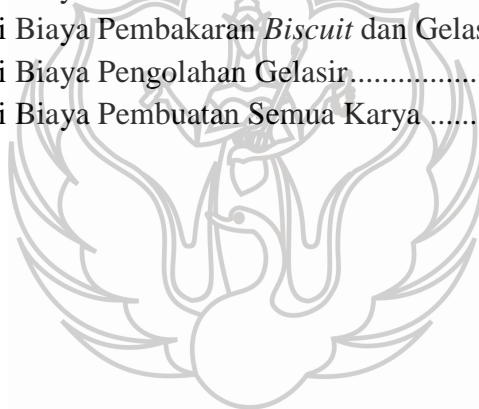 i Biaya Pembakaran Biscuit dan Gelas
i Biaya Pengolahan Gelasir..................
i Biaya Pembuatan Semua Karya .......